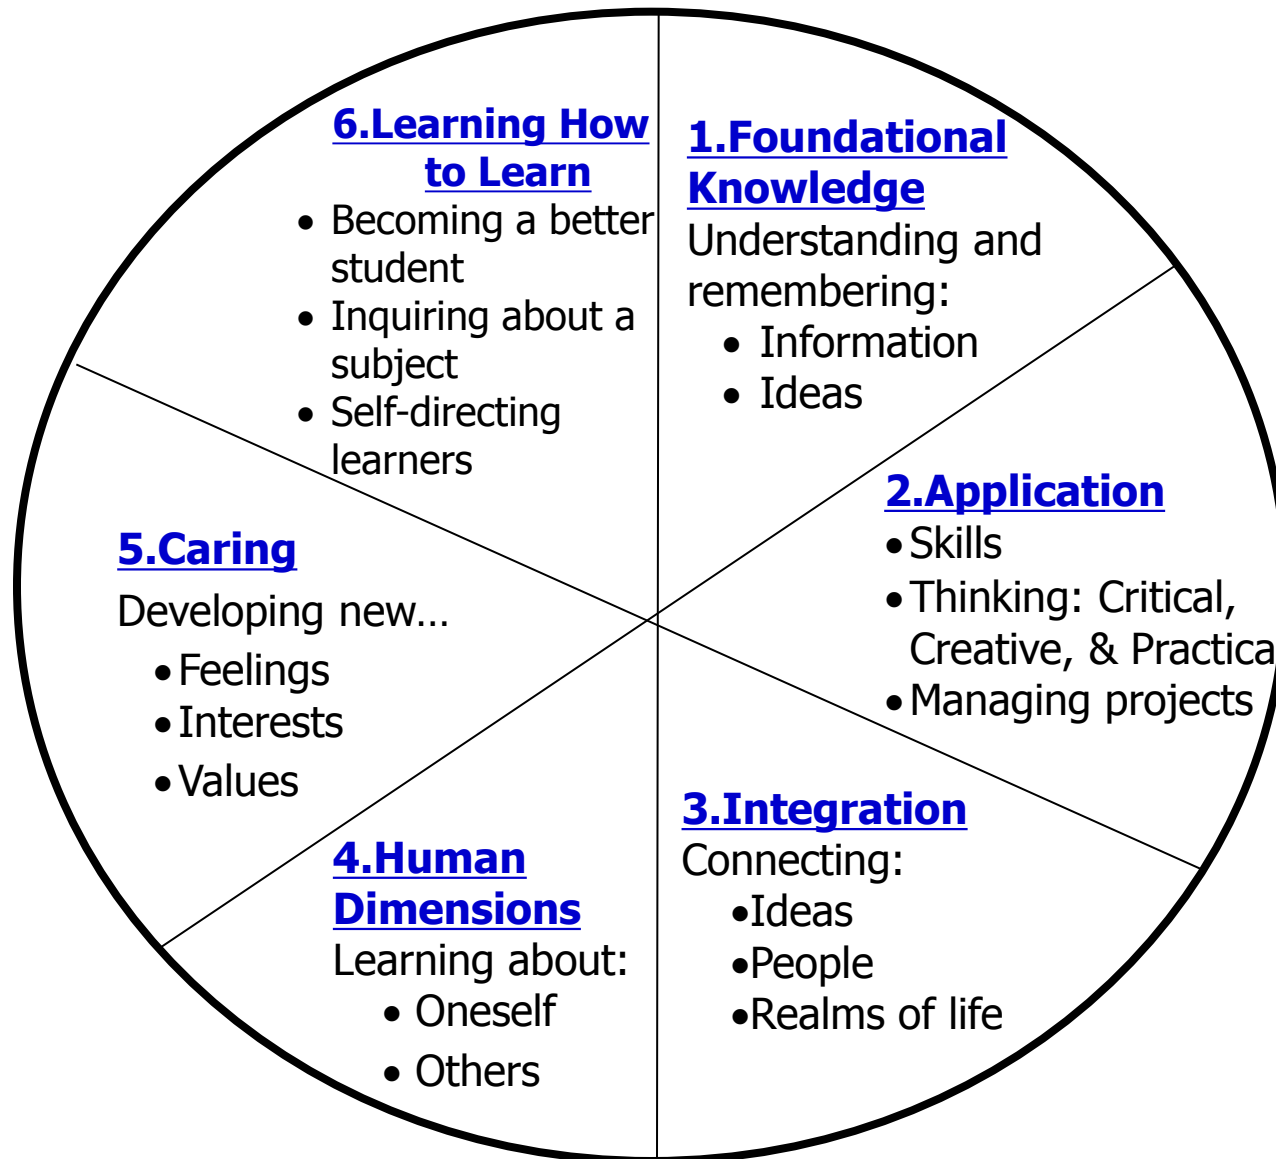 1.Foundational
Knowledge
Understanding and
remembering:
• Information
• Ideas
2.Application
• Skills
• Thinking: Critical,
Creative, & Practica
• Managing projects
3.Integration
Connecting:
•Ideas
•People
•Realms of life
4.Human
Dimensions
Learning about:
• Oneself
• Others
5.Caring
Developing new…
• Feelings
• Interests
• Values
6.Learning How
to Learn
• Becoming a better
student
• Inquiring about a
subject
• Self-directing
learners